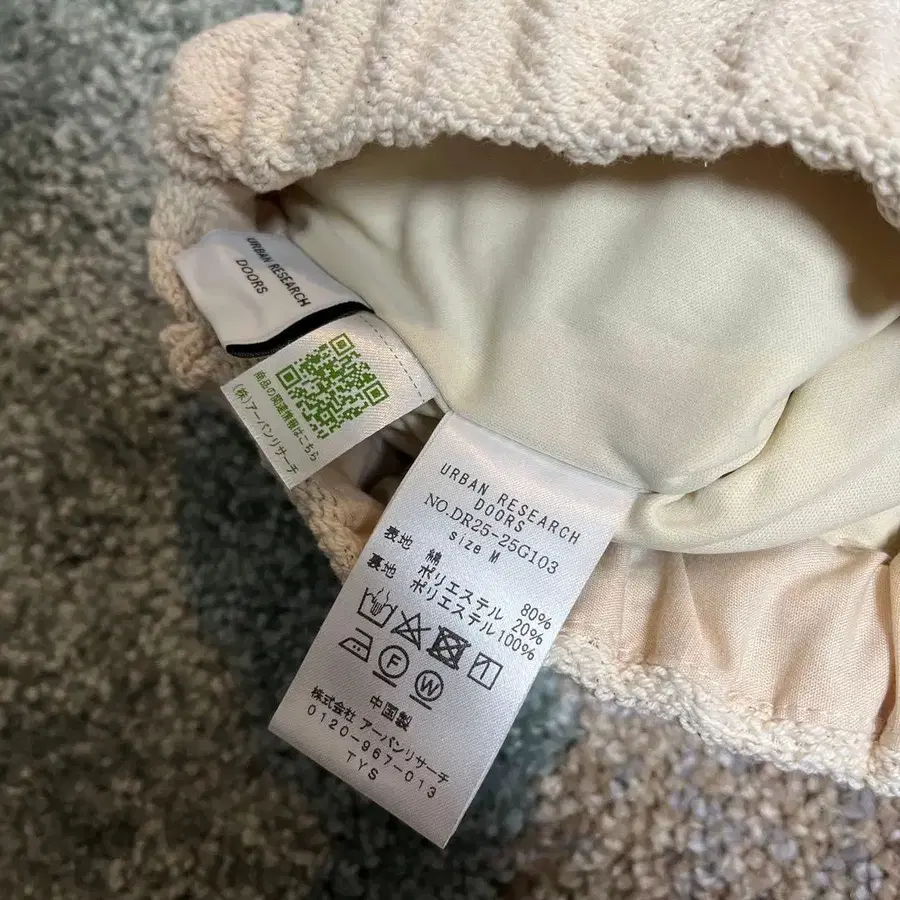 URBAN RESEARCH
DOORS
商品の関連情報はこちら
(株)アーバンリサーチ
URBAN RESEARCH
DOORS
NO.DR25-25G103
size M
表地 綿 80%
ポリエステル 20%
裏地 ポリエステル100%
F W
中国製
株式会社 アーバンリサーチ
0120-967-013
TYS